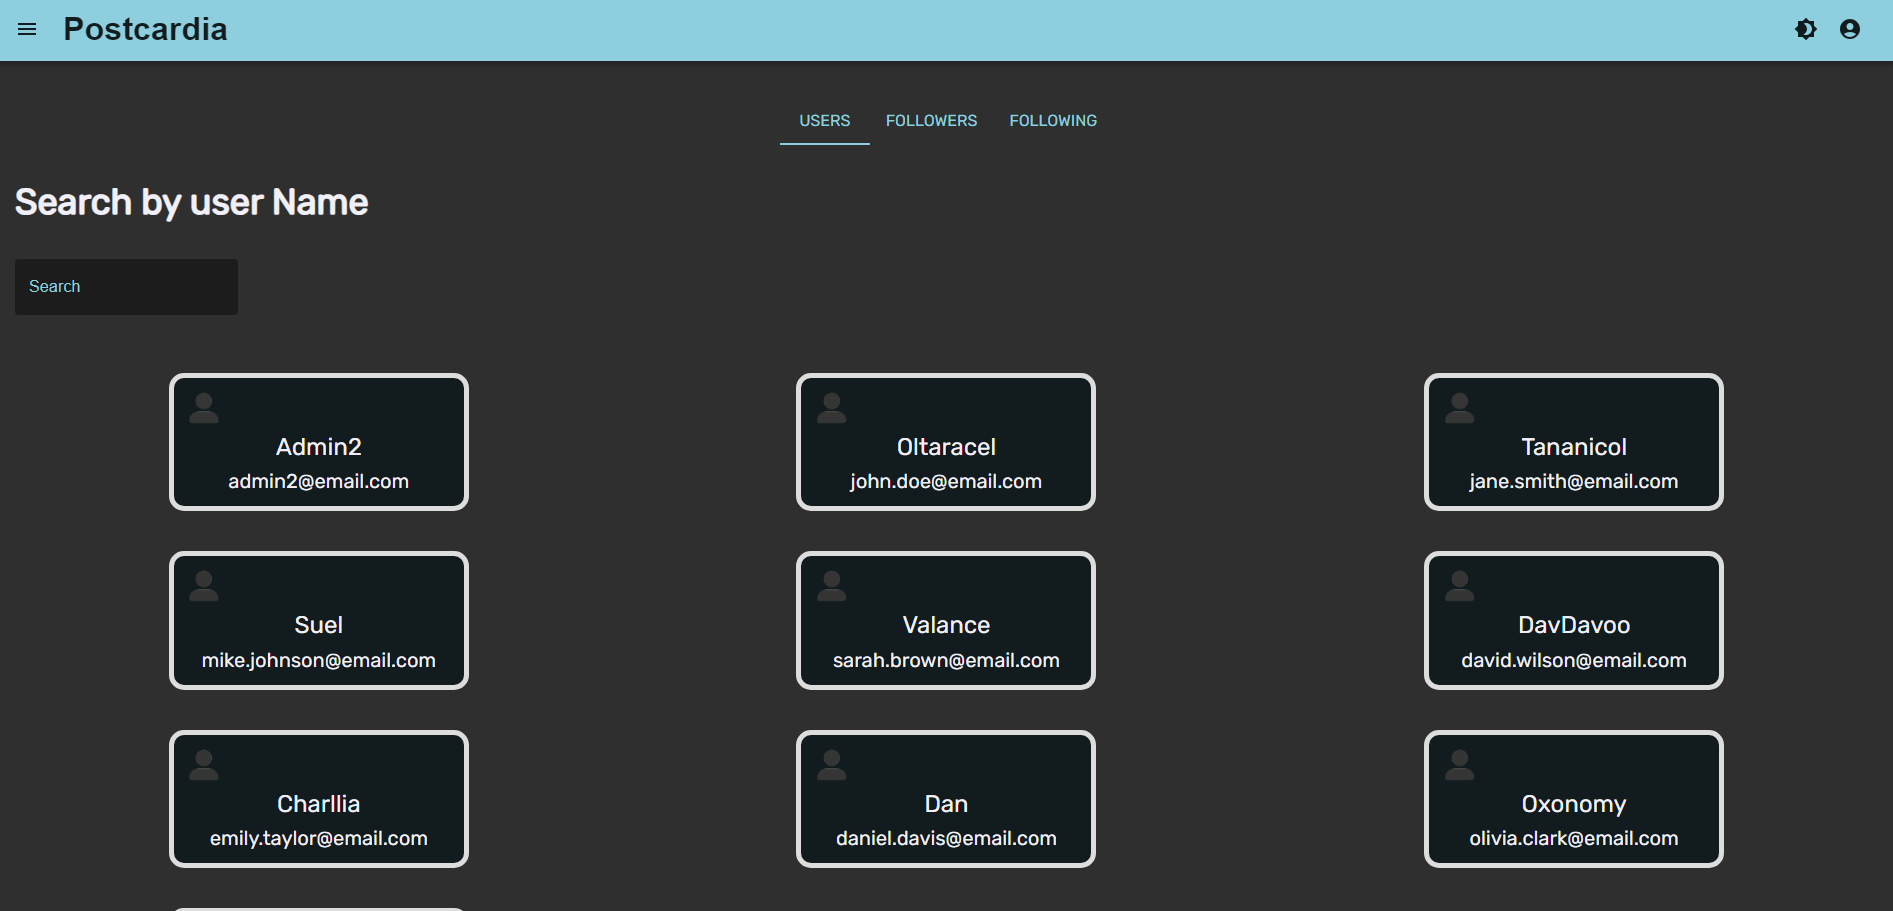 Postcardia
USERS FOLLOWERS FOLLOWING
Search by user Name
Search
Admin2
admin2@email.com
Oltaracel
john.doe@email.com
Tananicol
jane.smith@email.com
Suel
mike.johnson@email.com
Valance
sarah.brown@email.com
DavDavoo
david.wilson@email.com
Charllia
emily.taylor@email.com
Dan
daniel.davis@email.com
Oxonomy
olivia.clark@email.com